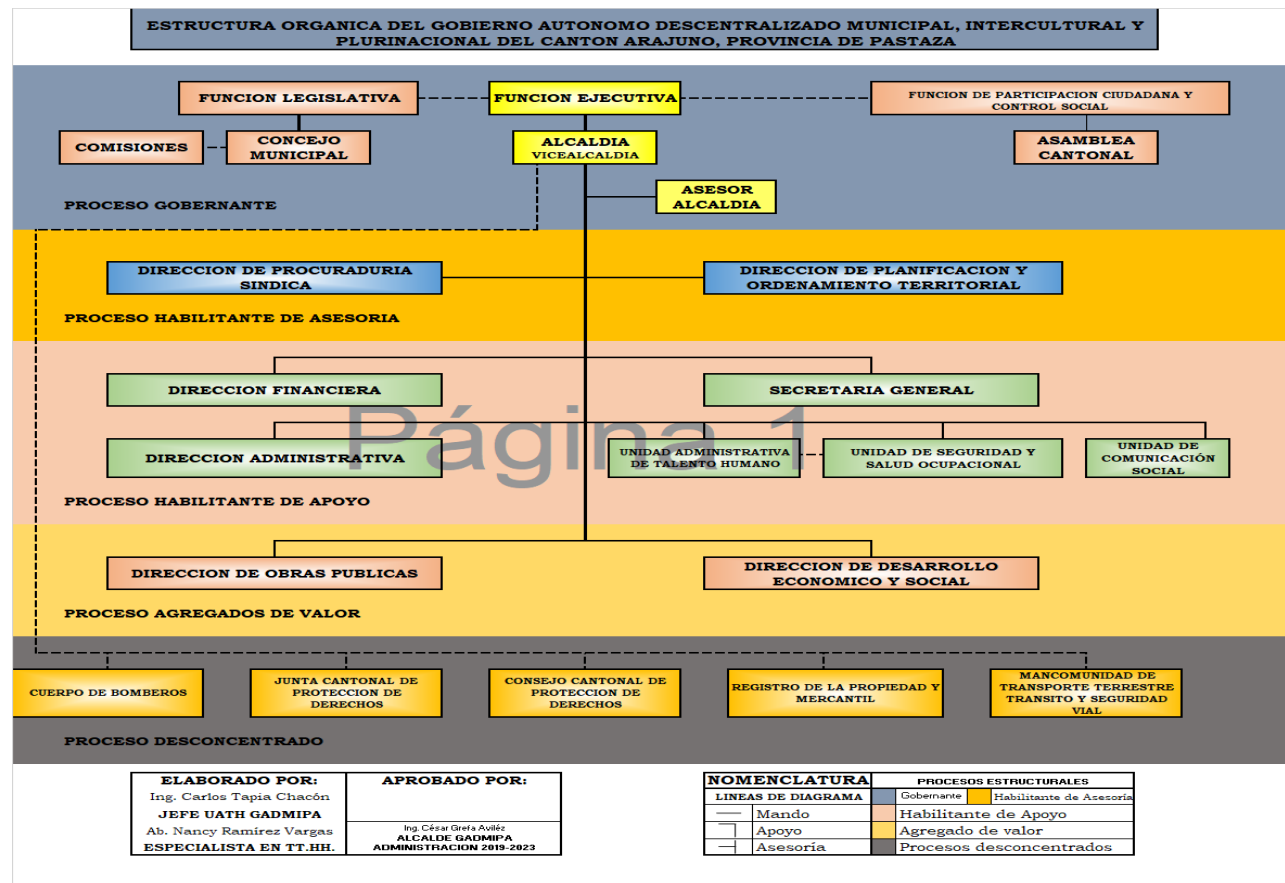 ESTRUCTURA ORGANICA DEL GOBIERNO AUTONOMO DESCENTRALIZADO MUNICIPAL, INTERCULTURAL Y
PLURINACIONAL DEL CANTON ARAJUNO, PROVINCIA DE PASTAZA
FUNCION LEGISLATIVA
FUNCION EJECUTIVA
FUNCION DE PARTICIPACION CIUDADANA Y
CONTROL SOCIAL
COMISIONES
CONCEJO
MUNICIPAL
ALCALDIA
VICEALCALDIA
ASAMBLEA
CANTONAL
ASESOR
ALCALDIA
PROCESO GOBERNANTE
DIRECCION DE PROCURADURIA
SINDICA
DIRECCION DE PLANIFICACION Y
ORDENAMIENTO TERRITORIAL
PROCESO HABILITANTE DE ASESORIA
DIRECCION FINANCIERA
SECRETARIA GENERAL
Página 1
DIRECCION ADMINISTRATIVA
UNIDAD ADMINISTRATIVA
DE TALENTO HUMANO
UNIDAD DE SEGURIDAD Y
SALUD OCUPACIONAL
UNIDAD DE
COMUNICACIÓN
SOCIAL
PROCESO HABILITANTE DE APOYO
DIRECCION DE OBRAS PUBLICAS
DIRECCION DE DESARROLLO
ECONOMICO Y SOCIAL
PROCESO AGREGADOS DE VALOR
CUERPO DE BOMBEROS
JUNTA CANTONAL DE
PROTECCION DE
DERECHOS
CONSEJO CANTONAL DE
PROTECCION DE
DERECHOS
REGISTRO DE LA PROPIEDAD Y
MERCANTIL
MANCOMUNIDAD DE
TRANSPORTE TERRESTRE
TRANSITO Y SEGURIDAD
VIAL
PROCESO DESCONCENTRADO
ELABORADO POR:
Ing. Carlos Tapia Chacón
JEFE UATH GADMIPA
Ab. Nancy Ramírez Vargas
ESPECIALISTA EN TT.HH.
APROBADO POR:
Ing. César Grefa Aviléz
ALCALDE GADMIPA
ADMINISTRACION 2019-2023
NOMENCLATURA
PROCESOS ESTRUCTURALES
LINEAS DE DIAGRAMA
Gobernante
Habilitante de Asesoría
Mando
Habilitante de Apoyo
Apoyo
Agregado de valor
Asesoría
Procesos desconcentrados